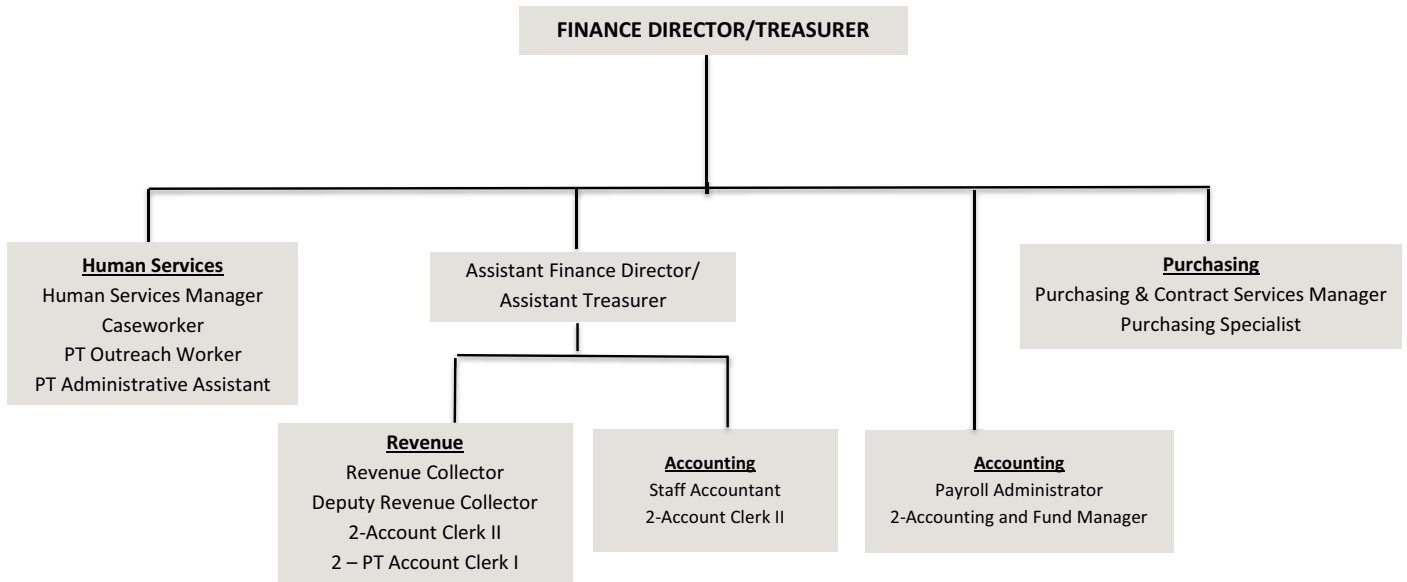 FINANCE DIRECTOR/TREASURER
Human Services
Human Services Manager
Caseworker
PT Outreach Worker
PT Administrative Assistant
Assistant Finance Director/
Assistant Treasurer
Purchasing
Purchasing & Contract Services Manager
Purchasing Specialist
Revenue
Revenue Collector
Deputy Revenue Collector
2-Account Clerk II
2 – PT Account Clerk I
Accounting
Staff Accountant
2-Account Clerk II
Accounting
Payroll Administrator
2-Accounting and Fund Manager